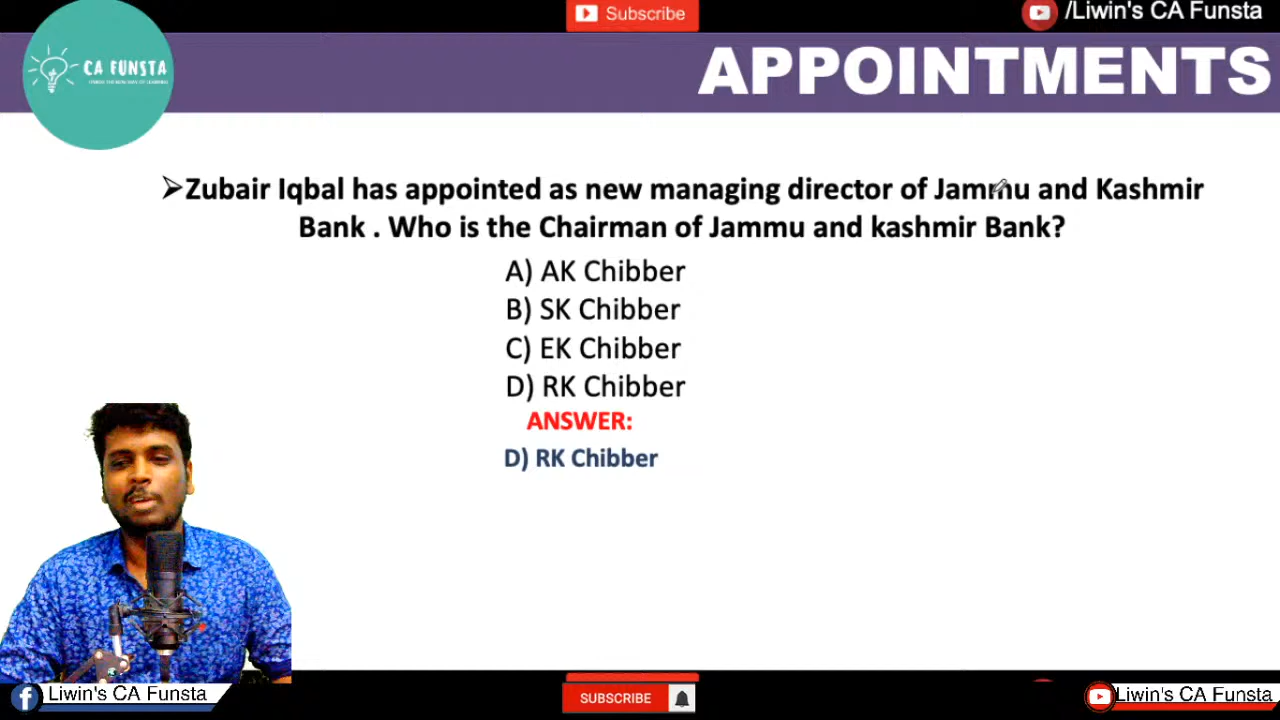 Subscribe
/Liwin's CA Funsta
CA FUNSTA
APPOINTMENTS
➢Zubair Iqbal has appointed as new managing director of Jammu and Kashmir
Bank . Who is the Chairman of Jammu and kashmir Bank?
A) AK Chibber
B) SK Chibber
C) EK Chibber
D) RK Chibber
ANSWER:
D) RK Chibber
Liwin's CA Funsta
SUBSCRIBE
Liwin's CA Funsta